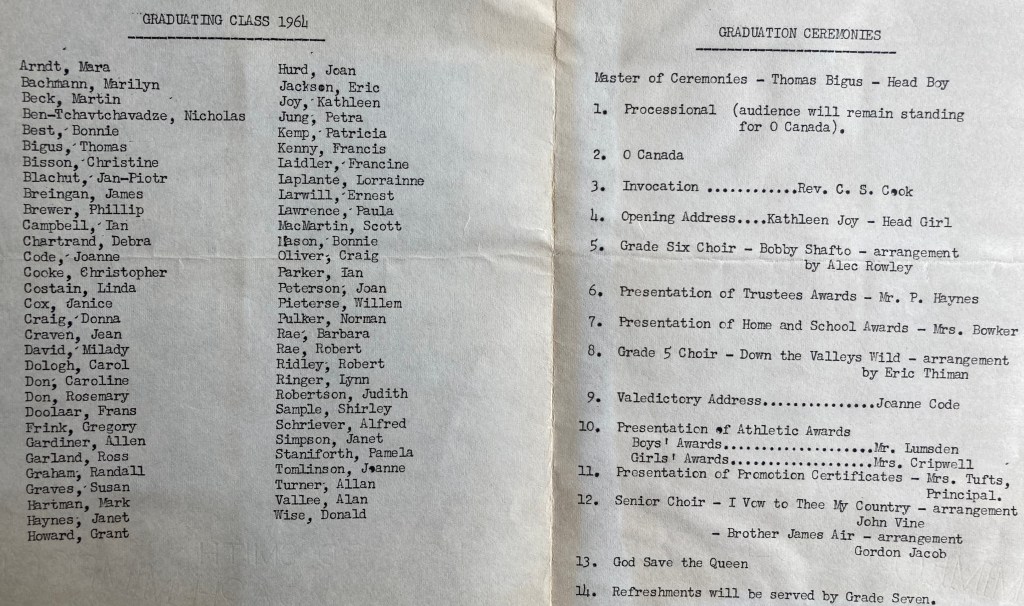 GRADUATING CLASS 1964
Arndt, Mara
Bachmann, Marilyn
Beck, Martin
Ben-Tchavtchavadze, Nicholas
Best, Bonnie
Bigus, Thomas
Bisson, Christine
Blachut, Jan-Piotr
Breingan, James
Brewer, Phillip
Campbell, Ian
Chartrand, Debra
Code, Joanne
Cooke, Christopher
Costain, Linda
Cox, Janice
Craig, Donna
Craven, Jean
David, Milady
Dologh, Carol
Don, Caroline
Don, Rosemary
Doolaar, Frans
Frink, Gregory
Gardiner, Allen
Garland, Ross
Graham, Randall
Graves, Susan
Hartman, Mark
Haynes, Janet
Howard, Grant
Hurd, Joan
Jackson, Eric
Joy, Kathleen
Jung, Petra
Kemp, Patricia
Kenny, Francis
Laidler, Francine
Laplante, Lorrainne
Larwill, Ernest
Lawrence, Paula
MacMartin, Scott
Mason, Bonnie
Oliver, Craig
Parker, Ian
Peterson, Joan
Pieterse, Willem
Pulker, Norman
Rae, Barbara
Rae, Robert
Ridley, Robert
Ringer, Lynn
Robertson, Judith
Sample, Shirley
Schriever, Alfred
Simpson, Janet
Staniforth, Pamela
Tomlinson, Joanne
Turner, Allan
Vallee, Alan
Wise, Donald
GRADUATION CEREMONIES
Master of Ceremonies - Thomas Bigus - Head Boy
1. Processional (audience will remain standing
for O Canada).
2. O Canada
3. Invocation ............Rev. C. S. Cook
4. Opening Address....Kathleen Joy - Head Girl
5. Grade Six Choir - Bobby Shafto - arrangement
by Alec Rowley
6. Presentation of Trustees Awards - Mr. P. Haynes
7. Presentation of Home and School Awards - Mrs. Bowker
8. Grade 5 Choir - Down the Valleys Wild - arrangement
by Eric Thiman
9. Valedictory Address...............Joanne Code
10. Presentation of Athletic Awards
Boys' Awards....................Mr. Lumsden
Girls' Awards...................Mrs. Cripwell
11. Presentation of Promotion Certificates - Mrs. Tufts,
Principal.
12. Senior Choir - I Vow to Thee My Country - arrangement
John Vine
- Brother James Air - arrangement
Gordon Jacob
13. God Save the Queen
14. Refreshments will be served by Grade Seven.